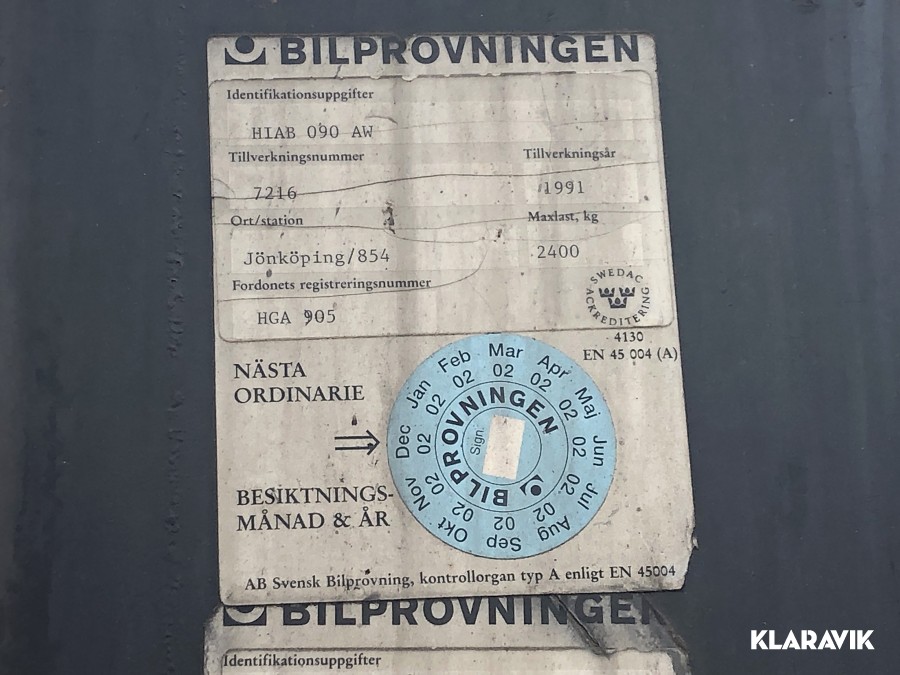 BILPROVNINGEN
Identifikationsuppgifter
HIAB 090 AW
Tillverkningsnummer Tillverkningsår
7216 1991
Ort/station Maxlast, kg
Jönköping/854 2400
Fordonets registreringsnummer
HGA 905
SWEDAC ACKREDITERING
4130
EN 45 004 (A)
NÄSTA
ORDINARIE
BESIKTNINGS-
MÅNAD & ÅR
Jan Feb Mar Apr Maj Jun Jul Aug Sep Okt Nov Dec
02 02 02 02 02 02 02 02 02 02 02 02
BILPROVNINGEN
Sign.
AB Svensk Bilprovning, kontrollorgan typ A enligt EN 45004
BILPROVNINGEN
Identifikationsuppgifter
KLARAVIK